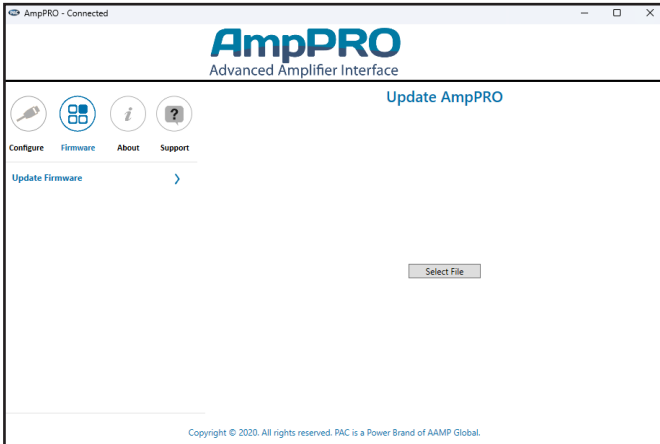 PAC AmpPRO - Connected
AmpPRO
Advanced Amplifier Interface
Update AmpPRO
Configure Firmware About Support
Update Firmware
Select File
Copyright © 2020. All rights reserved. PAC is a Power Brand of AAMP Global.